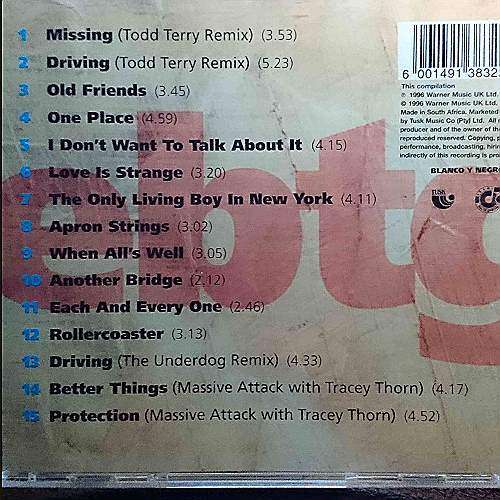 1 Missing (Todd Terry Remix) (3.53)
2 Driving (Todd Terry Remix) (5.23)
3 Old Friends (3.45)
4 One Place (4.59)
5 I Don't Want To Talk About It (4.15)
6 Love Is Strange (3.20)
7 The Only Living Boy In New York (4.11)
8 Apron Strings (3.02)
9 When All's Well (3.05)
10 Another Bridge (2.12)
11 Each And Every One (2.46)
12 Rollercoaster (3.13)
13 Driving (The Underdog Remix) (4.33)
14 Better Things (Massive Attack with Tracey Thorn) (4.17)
15 Protection (Massive Attack with Tracey Thorn) (4.52)
ebtg
6 001491 3832
This compilation
℗ 1996 Warner Music UK Ltd.
© 1996 Warner Music UK Ltd.
Made in South Africa. Marketed
by Tusk Music Co (Pty) Ltd. All
producer and of the owner of the
reproduced reserved. Copying, p
performance, broadcasting, hirin
indirectly of this recording is pro
BLANCO Y NEGRO
TUSK